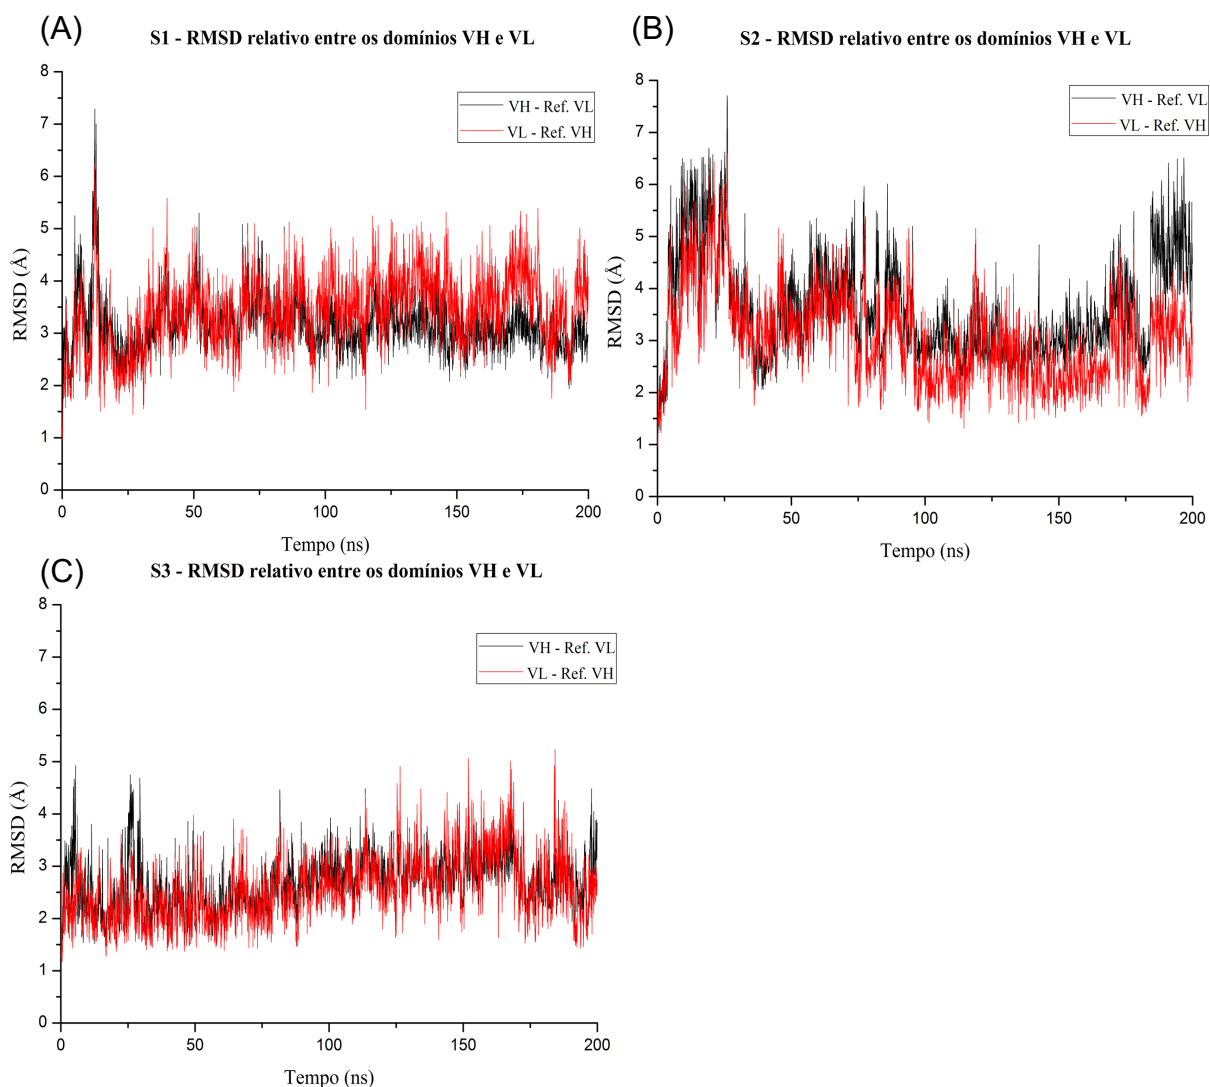 (A)
S1 - RMSD relativo entre os domínios VH e VL
8
7
6
5
4
3
2
1
0
RMSD (Å)
VH - Ref. VL
VL - Ref. VH
0
50
100
150
200
Tempo (ns)
(B)
S2 - RMSD relativo entre os domínios VH e VL
8
7
6
5
4
3
2
1
0
RMSD (Å)
VH - Ref. VL
VL - Ref. VH
0
50
100
150
200
Tempo (ns)
(C)
S3 - RMSD relativo entre os domínios VH e VL
8
7
6
5
4
3
2
1
0
RMSD (Å)
VH - Ref. VL
VL - Ref. VH
0
50
100
150
200
Tempo (ns)